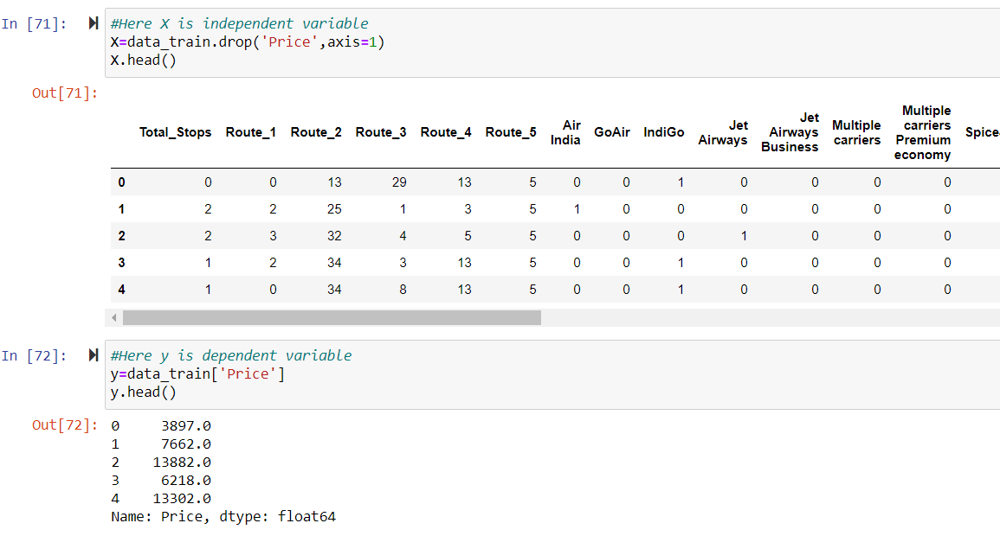 In [71]:
#Here X is independent variable
X=data_train.drop('Price',axis=1)
X.head()
Out[71]:
Total_Stops Route_1 Route_2 Route_3 Route_4 Route_5 Air India GoAir IndiGo Jet Airways Jet Airways Business Multiple carriers Multiple carriers Premium economy Spice
0 0 0 13 29 13 5 0 0 1 0 0 0 0
1 2 2 25 1 3 5 1 0 0 0 0 0 0
2 2 3 32 4 5 5 0 0 0 1 0 0 0
3 1 2 34 3 13 5 0 0 1 0 0 0 0
4 1 0 34 8 13 5 0 0 1 0 0 0 0
In [72]:
#Here y is dependent variable
y=data_train['Price']
y.head()
Out[72]:
0 3897.0
1 7662.0
2 13882.0
3 6218.0
4 13302.0
Name: Price, dtype: float64